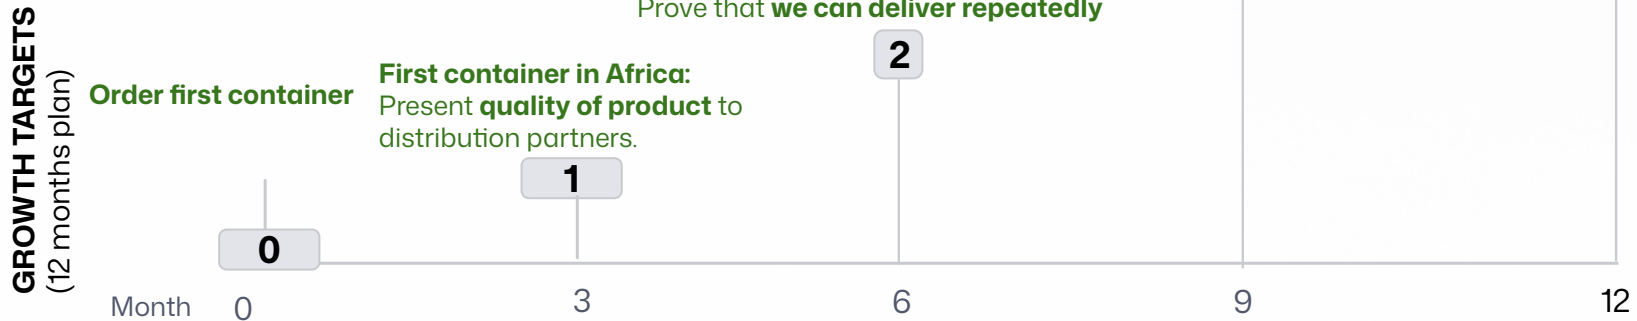 GROWTH TARGETS
(12 months plan)
Prove that we can deliver repeatedly
2
First container in Africa:
Order first container
Present quality of product to
distribution partners.
1
0
Month 0 3 6 9 12